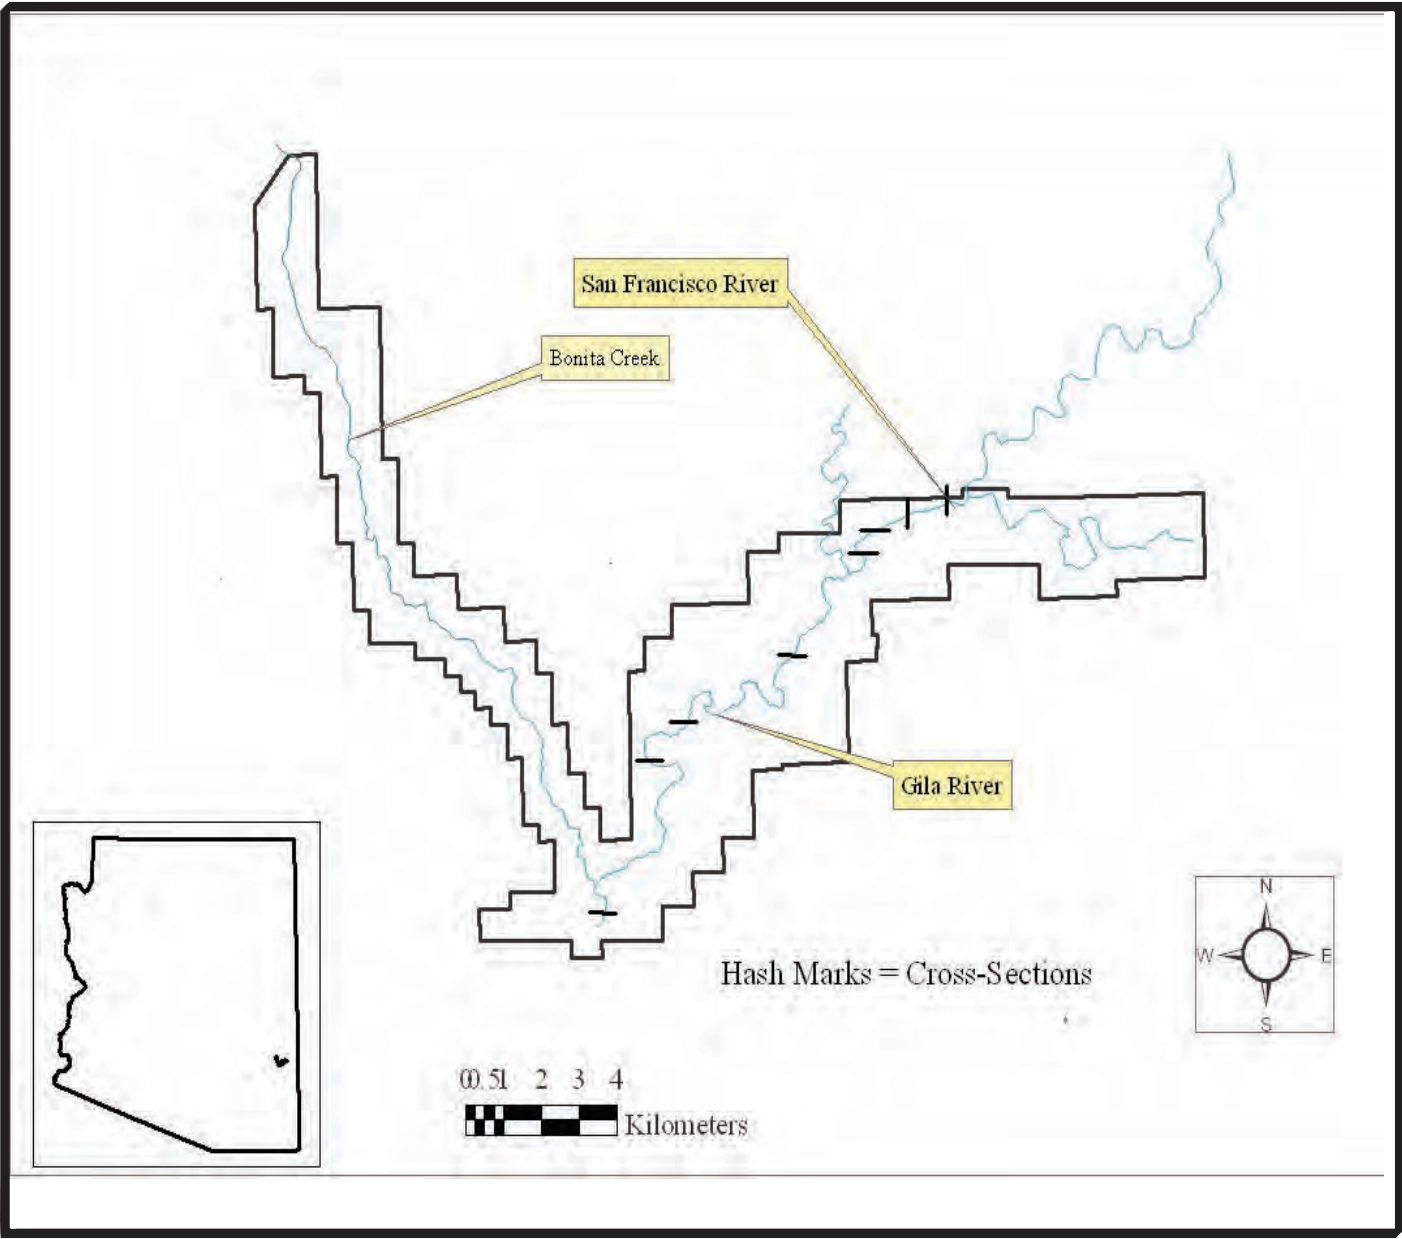 San Francisco River
Bonita Creek
Gila River
N
W E
S
Hash Marks = Cross-Sections
00.51 2 3 4
Kilometers